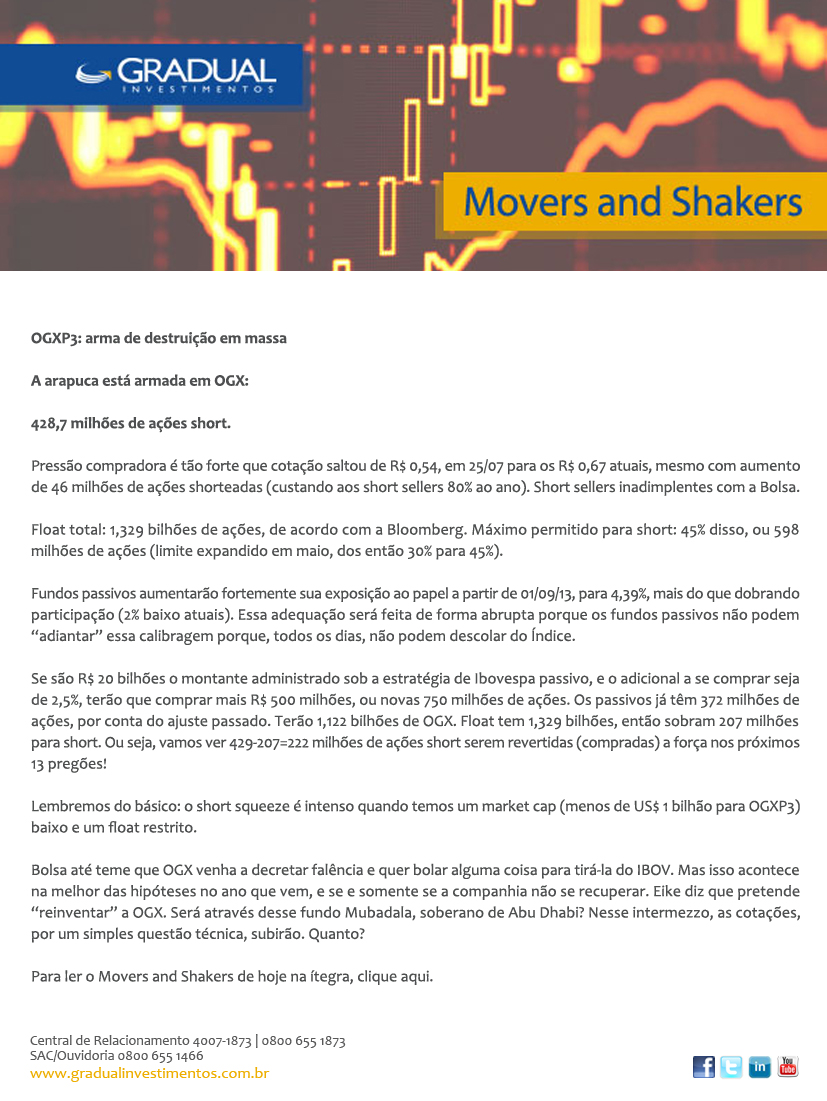 GRADUAL
INVESTIMENTOS
Movers and Shakers
OGXP3: arma de destruição em massa
A arapuca está armada em OGX:
428,7 milhões de ações short.
Pressão compradora é tão forte que cotação saltou de R$ 0,54, em 25/07 para os R$ 0,67 atuais, mesmo com aumento
de 46 milhões de ações shorteadas (custando aos short sellers 80% ao ano). Short sellers inadimplentes com a Bolsa.
Float total: 1,329 bilhões de ações, de acordo com a Bloomberg. Máximo permitido para short: 45% disso, ou 598
milhões de ações (limite expandido em maio, dos então 30% para 45%).
Fundos passivos aumentarão fortemente sua exposição ao papel a partir de 01/09/13, para 4,39%, mais do que dobrando
participação (2% baixo atuais). Essa adequação será feita de forma abrupta porque os fundos passivos não podem
“adiantar” essa calibragem porque, todos os dias, não podem descolar do Índice.
Se são R$ 20 bilhões o montante administrado sob a estratégia de Ibovespa passivo, e o adicional a se comprar seja
de 2,5%, terão que comprar mais R$ 500 milhões, ou novas 750 milhões de ações. Os passivos já têm 372 milhões de
ações, por conta do ajuste passado. Terão 1,122 bilhões de OGX. Float tem 1,329 bilhões, então sobram 207 milhões
para short. Ou seja, vamos ver 429-207=222 milhões de ações short serem revertidas (compradas) a força nos próximos
13 pregões!
Lembremos do básico: o short squeeze é intenso quando temos um market cap (menos de US$ 1 bilhão para OGXP3)
baixo e um float restrito.
Bolsa até teme que OGX venha a decretar falência e quer bolar alguma coisa para tirá-la do IBOV. Mas isso acontece
na melhor das hipóteses no ano que vem, e se e somente se a companhia não se recuperar. Eike diz que pretende
“reinventar” a OGX. Será através desse fundo Mubadala, soberano de Abu Dhabi? Nesse intermezzo, as cotações,
por um simples questão técnica, subirão. Quanto?
Para ler o Movers and Shakers de hoje na ítegra, clique aqui.
Central de Relacionamento 4007-1873 | 0800 655 1873
SAC/Ouvidoria 0800 655 1466
www.gradualinvestimentos.com.br
f t in You Tube